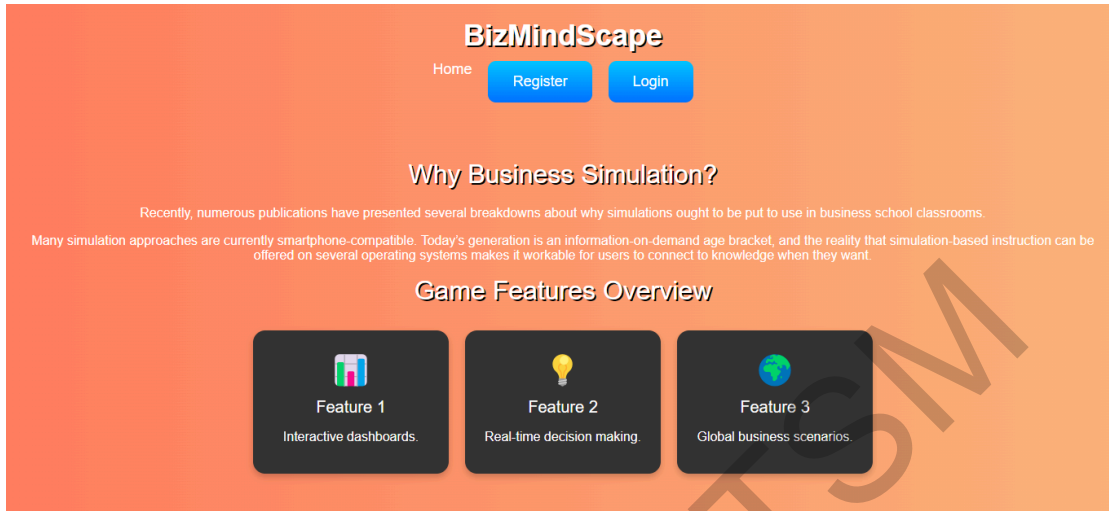 BizMindScape
Home Register Login
Why Business Simulation?
Recently, numerous publications have presented several breakdowns about why simulations ought to be put to use in business school classrooms.
Many simulation approaches are currently smartphone-compatible. Today's generation is an information-on-demand age bracket, and the reality that simulation-based instruction can be
offered on several operating systems makes it workable for users to connect to knowledge when they want.
Game Features Overview
Feature 1 Feature 2 Feature 3
Interactive dashboards. Real-time decision making. Global business scenarios.
TSM